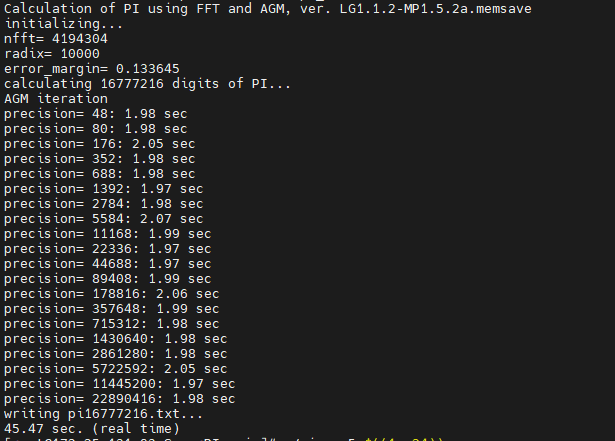 Calculation of PI using FFT and AGM, ver. LG1.1.2-MP1.5.2a.memsave
initializing...
nfft= 4194304
radix= 10000
error_margin= 0.133645
calculating 16777216 digits of PI...
AGM iteration
precision= 48: 1.98 sec
precision= 80: 1.98 sec
precision= 176: 2.05 sec
precision= 352: 1.98 sec
precision= 688: 1.98 sec
precision= 1392: 1.97 sec
precision= 2784: 1.98 sec
precision= 5584: 2.07 sec
precision= 11168: 1.99 sec
precision= 22336: 1.97 sec
precision= 44688: 1.97 sec
precision= 89408: 1.99 sec
precision= 178816: 2.06 sec
precision= 357648: 1.99 sec
precision= 715312: 1.98 sec
precision= 1430640: 1.98 sec
precision= 2861280: 1.98 sec
precision= 5722592: 2.05 sec
precision= 11445200: 1.97 sec
precision= 22890416: 1.98 sec
writing pi16777216.txt...
45.47 sec. (real time)